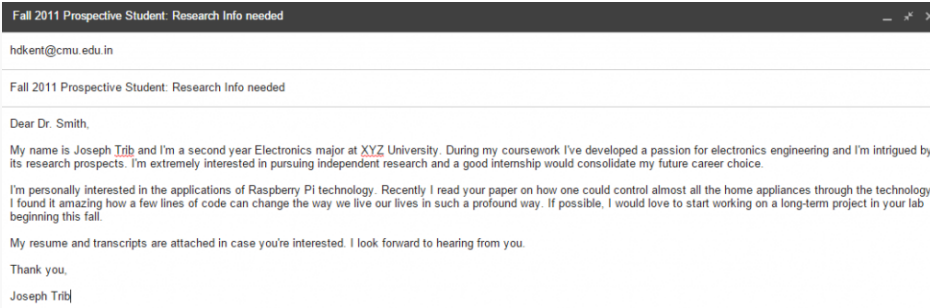 Fall 2011 Prospective Student: Research Info needed
hdkent@cmu.edu.in
Fall 2011 Prospective Student: Research Info needed
Dear Dr. Smith,
My name is Joseph Trib and I'm a second year Electronics major at XYZ University. During my coursework I've developed a passion for electronics engineering and I'm intrigued by
its research prospects. I'm extremely interested in pursuing independent research and a good internship would consolidate my future career choice.
I'm personally interested in the applications of Raspberry Pi technology. Recently I read your paper on how one could control almost all the home appliances through the technology
I found it amazing how a few lines of code can change the way we live our lives in such a profound way. If possible, I would love to start working on a long-term project in your lab
beginning this fall.
My resume and transcripts are attached in case you're interested. I look forward to hearing from you.
Thank you,
Joseph Trib